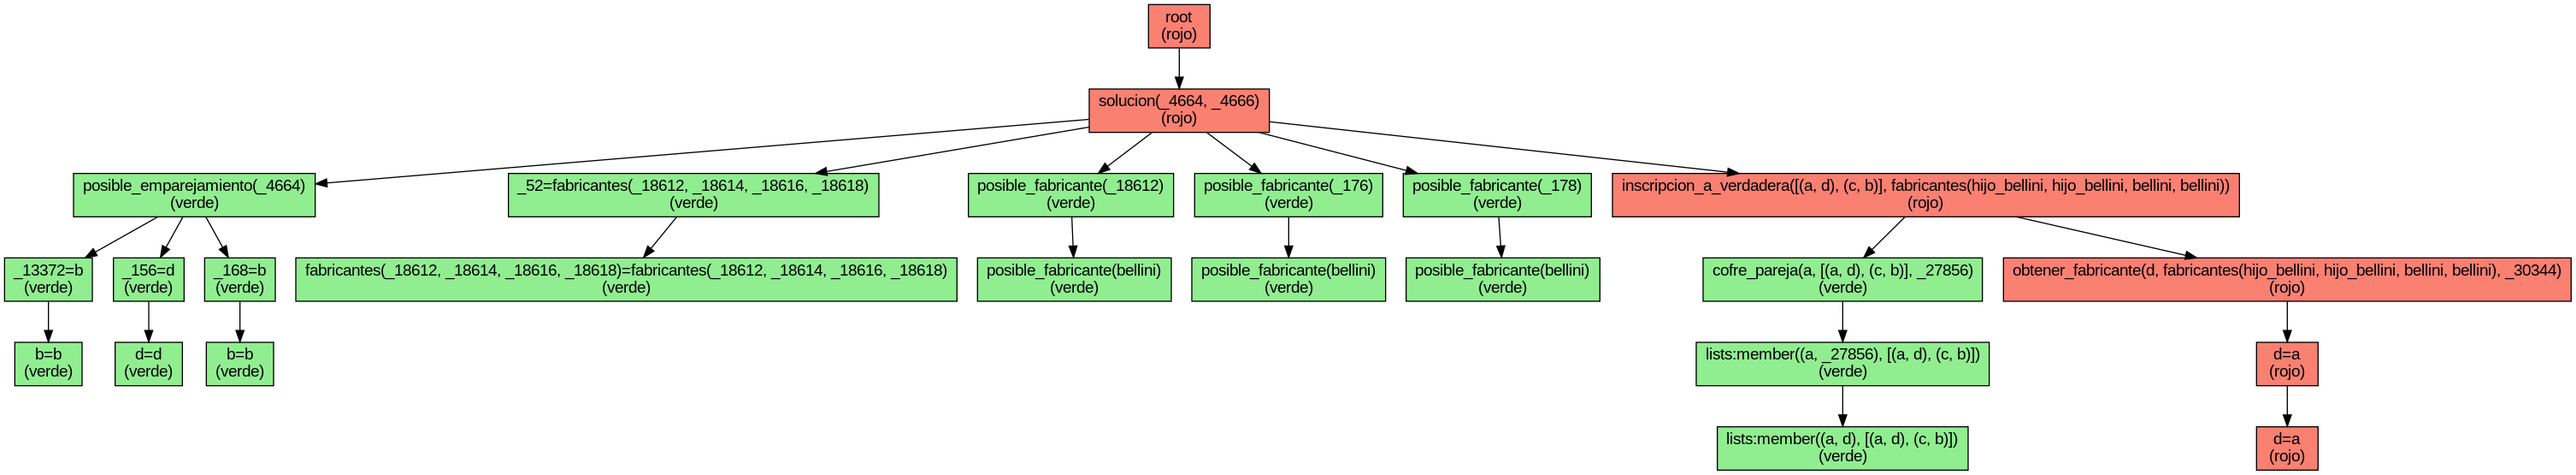 root
(rojo)
solucion(_4664, _4666)
(rojo)
posible_emparejamiento(_4664)
(verde)
_52=fabricantes(_18612, _18614, _18616, _18618)
(verde)
posible_fabricante(_18612)
(verde)
posible_fabricante(_176)
(verde)
posible_fabricante(_178)
(verde)
inscripcion_a_verdadera([(a, d), (c, b)], fabricantes(hijo_bellini, hijo_bellini, bellini, bellini))
(rojo)
_13372=b
(verde)
_156=d
(verde)
_168=b
(verde)
fabricantes(_18612, _18614, _18616, _18618)=fabricantes(_18612, _18614, _18616, _18618)
(verde)
posible_fabricante(bellini)
(verde)
posible_fabricante(bellini)
(verde)
posible_fabricante(bellini)
(verde)
cofre_pareja(a, [(a, d), (c, b)], _27856)
(verde)
obtener_fabricante(d, fabricantes(hijo_bellini, hijo_bellini, bellini, bellini), _30344)
(rojo)
b=b
(verde)
d=d
(verde)
b=b
(verde)
lists:member((a, _27856), [(a, d), (c, b)])
(verde)
d=a
(rojo)
lists:member((a, d), [(a, d), (c, b)])
(verde)
d=a
(rojo)